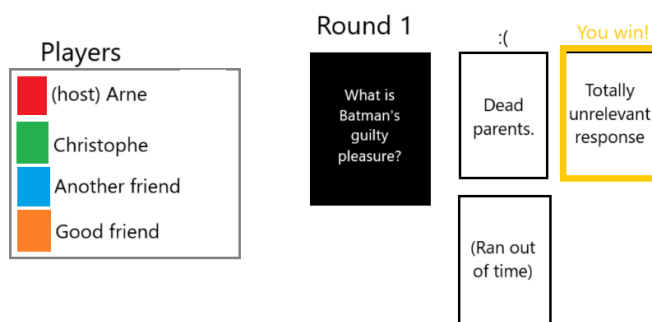 Players
(host) Arne
Christophe
Another friend
Good friend
Round 1
What is
Batman's
guilty
pleasure?
:(
Dead
parents.
You win!
Totally
unrelevant
response
(Ran out
of time)